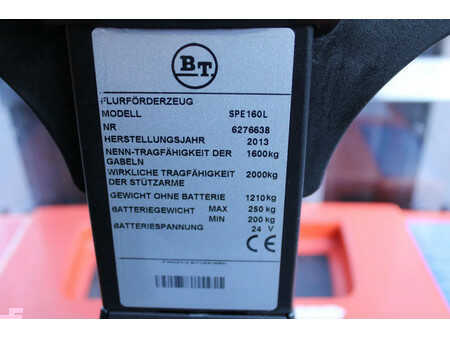 B.T.
FLURFÖRDERZEUG
MODELL SPE160L
NR 6276638
HERSTELLUNGSJAHR 2013
NENN-TRAGFÄHIGKEIT DER GABELN 1600kg
WIRKLICHE TRAGFÄHIGKEIT DER STÜTZARME 2000kg
GEWICHT OHNE BATTERIE 1210kg
BATTERIEGEWICHT MAX 250 kg
MIN 200 kg
BATTERIESPANNUNG 24 V
CE